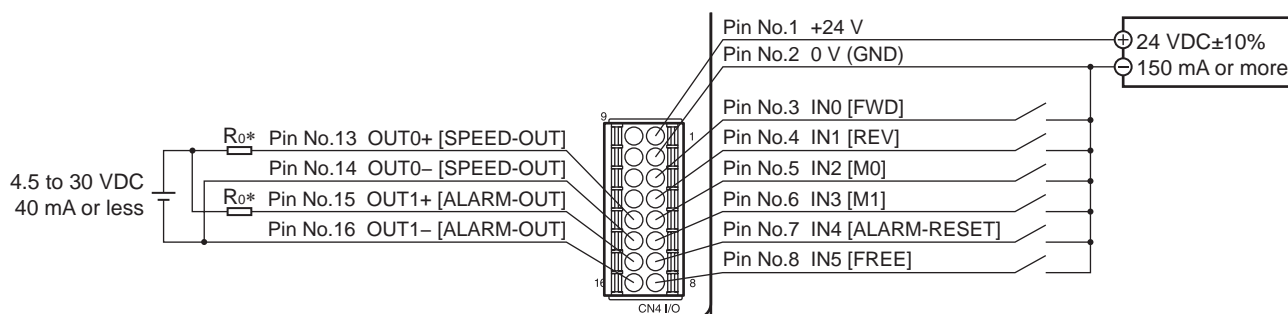 Pin No.1 +24 V
Pin No.2 0 V (GND)
24 VDC±10%
150 mA or more
Pin No.3 IN0 [FWD]
Pin No.4 IN1 [REV]
Pin No.5 IN2 [M0]
Pin No.6 IN3 [M1]
Pin No.7 IN4 [ALARM-RESET]
Pin No.8 IN5 [FREE]
9
1
16
8
CN4 I/O
R0* Pin No.13 OUT0+ [SPEED-OUT]
Pin No.14 OUT0− [SPEED-OUT]
R0* Pin No.15 OUT1+ [ALARM-OUT]
Pin No.16 OUT1− [ALARM-OUT]
4.5 to 30 VDC
40 mA or less